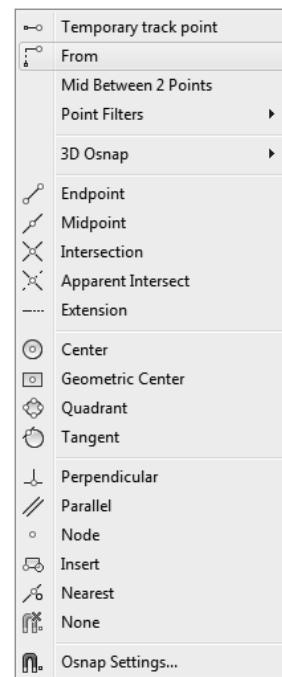 Temporary track point
From
Mid Between 2 Points
Point Filters
3D Osnap
Endpoint
Midpoint
Intersection
Apparent Intersect
Extension
Center
Geometric Center
Quadrant
Tangent
Perpendicular
Parallel
Node
Insert
Nearest
None
Osnap Settings...